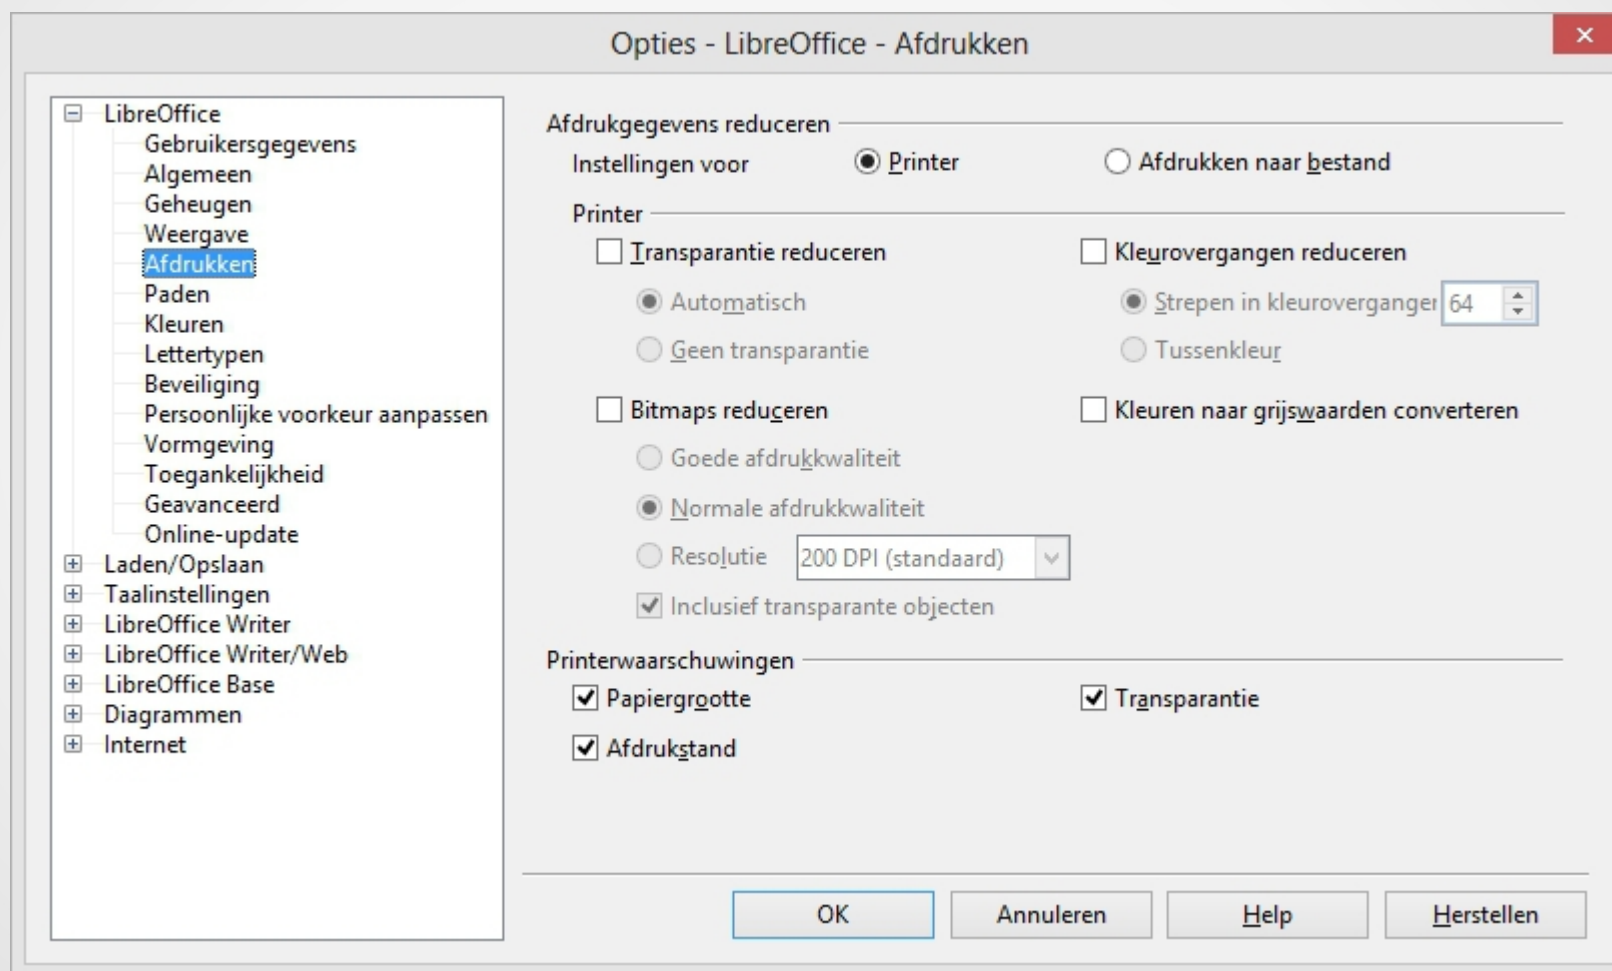 Opties - LibreOffice - Afdrukken
LibreOffice
Gebruikersgegevens
Algemeen
Geheugen
Weergave
Afdrukken
Paden
Kleuren
Lettertypen
Beveiliging
Persoonlijke voorkeur aanpassen
Vormgeving
Toegankelijkheid
Geavanceerd
Online-update
Laden/Opslaan
Taalinstellingen
LibreOffice Writer
LibreOffice Writer/Web
LibreOffice Base
Diagrammen
Internet
Afdrukgegevens reduceren
Instellingen voor Printer Afdrukken naar bestand
Printer
Transparantie reduceren Kleurovergangen reduceren
Automatisch Strepen in kleurovergangen 64
Geen transparantie Tussenkleur
Bitmaps reduceren Kleuren naar grijswaarden converteren
Goede afdrukkwaliteit
Normale afdrukkwaliteit
Resolutie 200 DPI (standaard)
Inclusief transparante objecten
Printerwaarschuwingen
Papiergrootte Transparantie
Afdrukstand
OK Annuleren Help Herstellen